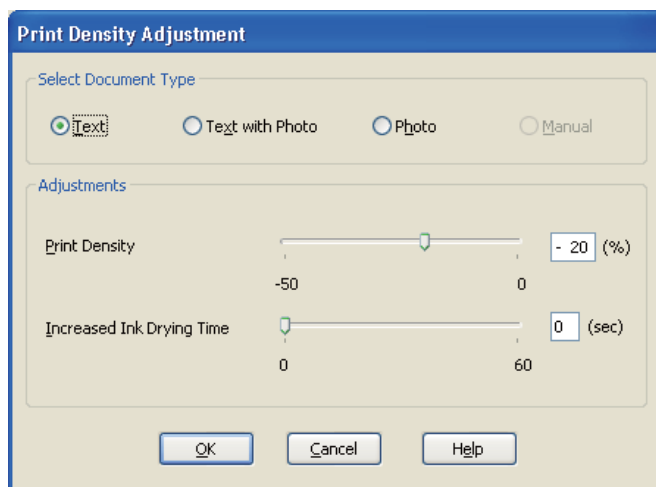 Print Density Adjustment
Select Document Type
Text Text with Photo Photo Manual
Adjustments
Print Density - 20 (%)
-50 0
Increased Ink Drying Time 0 (sec)
0 60
OK Cancel Help